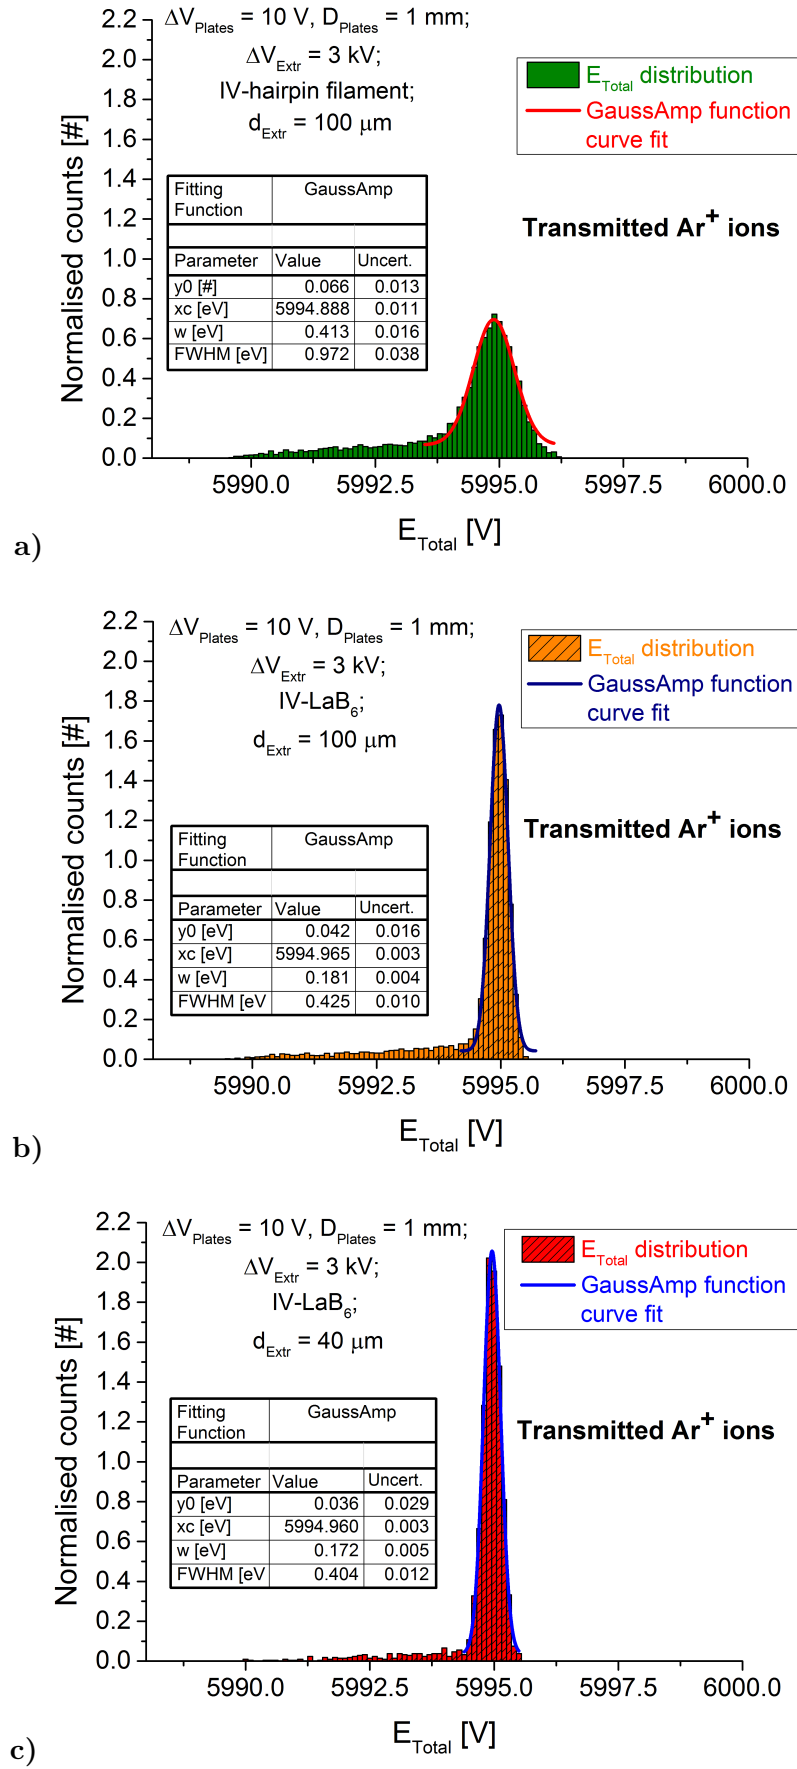 ΔV_Plates = 10 V, D_Plates = 1 mm;
ΔV_Extr = 3 kV;
IV-hairpin filament;
d_Extr = 100 μm
E_Total distribution
GaussAmp function
curve fit
Transmitted Ar⁺ ions
Fitting Function GaussAmp
Parameter Value Uncert.
y0 [#] 0.066 0.013
xc [eV] 5994.888 0.011
w [eV] 0.413 0.016
FWHM [eV] 0.972 0.038
Normalised counts [#]
2.2
2.0
1.8
1.6
1.4
1.2
1.0
0.8
0.6
0.4
0.2
0.0
5990.0 5992.5 5995.0 5997.5 6000.0
E_Total [V]
a)
ΔV_Plates = 10 V, D_Plates = 1 mm;
ΔV_Extr = 3 kV;
IV-LaB₆;
d_Extr = 100 μm
E_Total distribution
GaussAmp function
curve fit
Transmitted Ar⁺ ions
Fitting Function GaussAmp
Parameter Value Uncert.
y0 [eV] 0.042 0.016
xc [eV] 5994.965 0.003
w [eV] 0.181 0.004
FWHM [eV 0.425 0.010
Normalised counts [#]
2.2
2.0
1.8
1.6
1.4
1.2
1.0
0.8
0.6
0.4
0.2
0.0
5990.0 5992.5 5995.0 5997.5 6000.0
E_Total [V]
b)
ΔV_Plates = 10 V, D_Plates = 1 mm;
ΔV_Extr = 3 kV;
IV-LaB₆;
d_Extr = 40 μm
E_Total distribution
GaussAmp function
curve fit
Transmitted Ar⁺ ions
Fitting Function GaussAmp
Parameter Value Uncert.
y0 [eV] 0.036 0.029
xc [eV] 5994.960 0.003
w [eV] 0.172 0.005
FWHM [eV 0.404 0.012
Normalised counts [#]
2.2
2.0
1.8
1.6
1.4
1.2
1.0
0.8
0.6
0.4
0.2
0.0
5990.0 5992.5 5995.0 5997.5 6000.0
E_Total [V]
c)